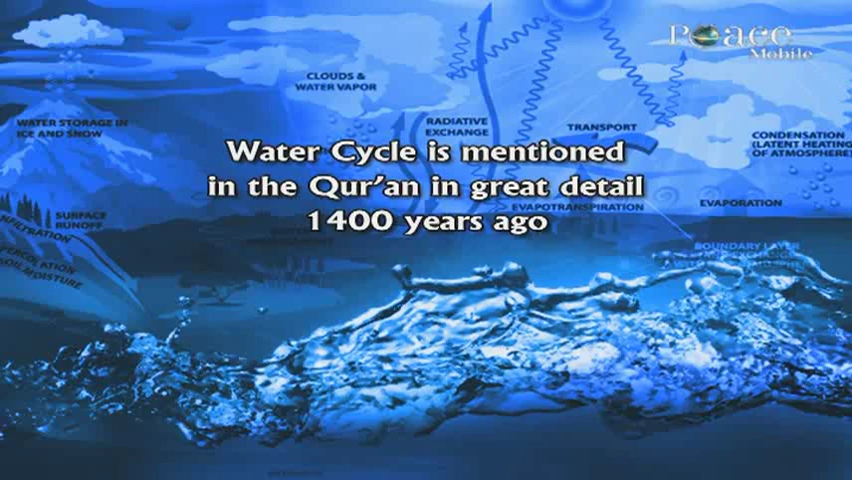 Peace
Mobile
CLOUDS &
WATER VAPOR
WATER STORAGE IN
ICE AND SNOW
RADIATIVE
EXCHANGE
TRANSPORT
CONDENSATION
(LATENT HEATING
OF ATMOSPHERE)
Water Cycle is mentioned
in the Qur'an in great detail
1400 years ago
EVAPOTRANSPIRATION
EVAPORATION
SURFACE
RUNOFF
INFILTRATION
PERCOLATION
SOIL MOISTURE
BOUNDARY LAYER